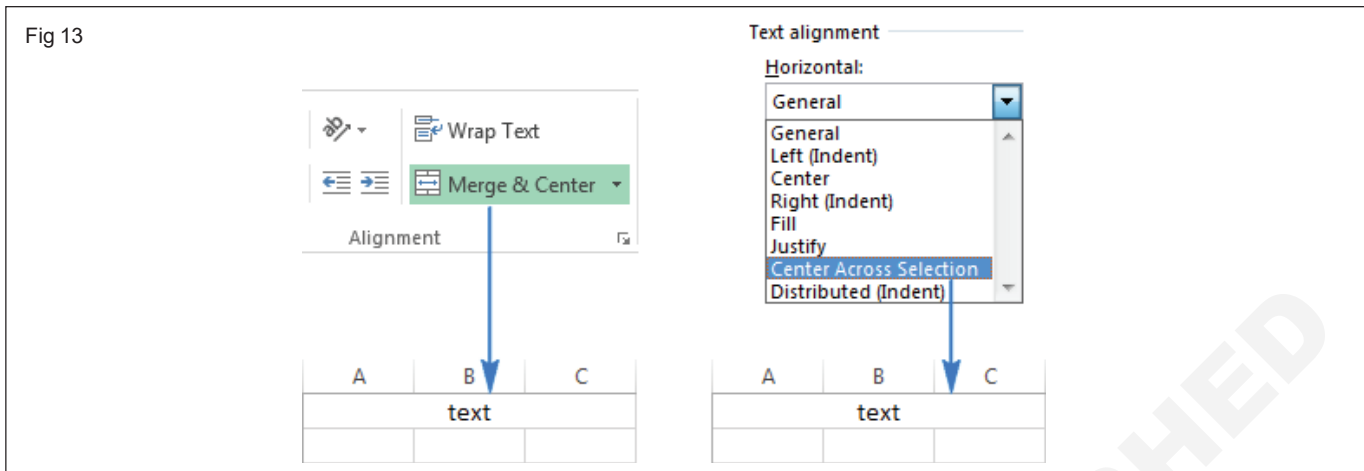 Fig 13
Wrap Text
Merge & Center
Alignment
A B C
text
Text alignment
Horizontal:
General
General
Left (Indent)
Center
Right (Indent)
Fill
Justify
Center Across Selection
Distributed (Indent)
A B C
text
HED